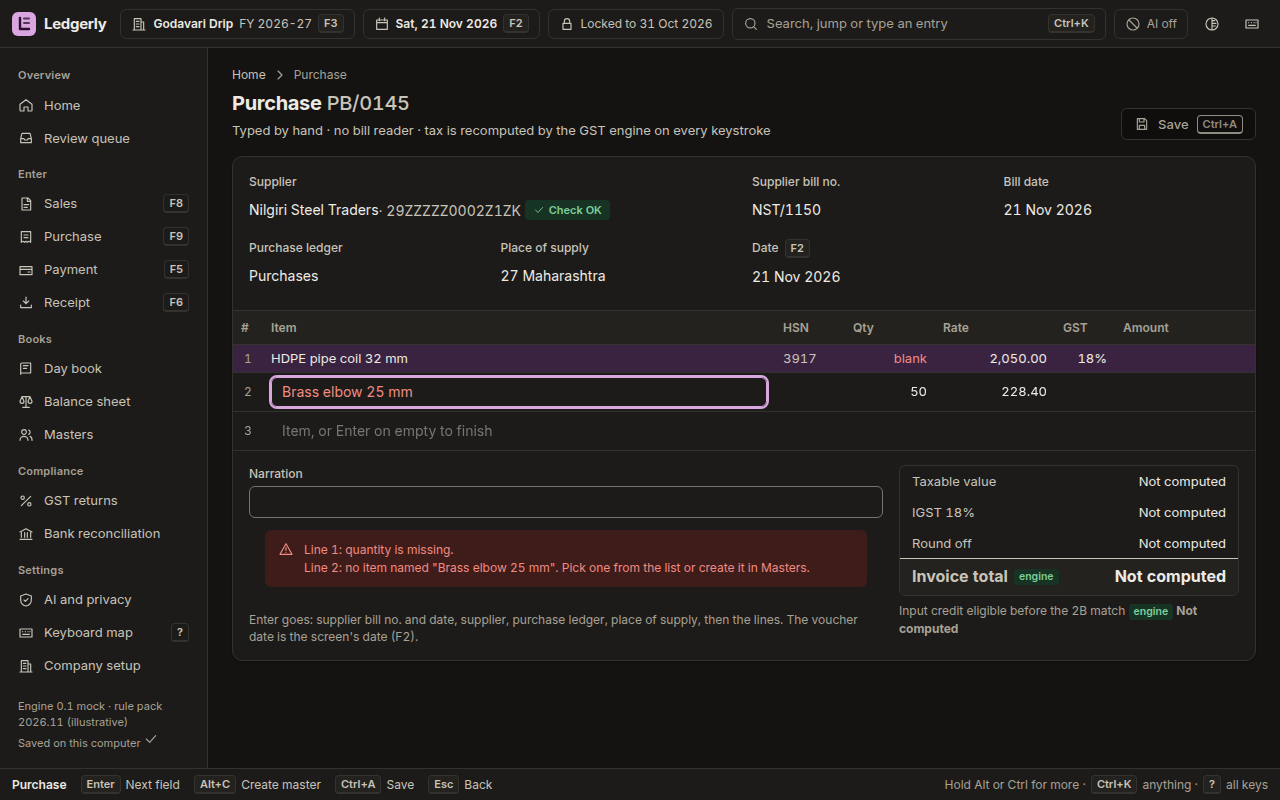 Ledgerly
Godavari Drip FY 2026-27 F3
Sat, 21 Nov 2026 F2
Locked to 31 Oct 2026
Search, jump or type an entry Ctrl+K
AI off
Overview
Home
Review queue
Enter
Sales F8
Purchase F9
Payment F5
Receipt F6
Books
Day book
Balance sheet
Masters
Compliance
GST returns
Bank reconciliation
Settings
AI and privacy
Keyboard map ?
Company setup
Engine 0.1 mock · rule pack
2026.11 (illustrative)
Saved on this computer
Home > Purchase
Purchase PB/0145
Typed by hand · no bill reader · tax is recomputed by the GST engine on every keystroke
Save Ctrl+A
Supplier Supplier bill no. Bill date
Nilgiri Steel Traders· 29ZZZZZ0002Z1ZK Check OK NST/1150 21 Nov 2026
Purchase ledger Place of supply Date F2
Purchases 27 Maharashtra 21 Nov 2026
# Item HSN Qty Rate GST Amount
1 HDPE pipe coil 32 mm 3917 blank 2,050.00 18%
2 Brass elbow 25 mm 50 228.40
3 Item, or Enter on empty to finish
Narration
Line 1: quantity is missing.
Line 2: no item named "Brass elbow 25 mm". Pick one from the list or create it in Masters.
Enter goes: supplier bill no. and date, supplier, purchase ledger, place of supply, then the lines. The voucher
date is the screen's date (F2).
Taxable value Not computed
IGST 18% Not computed
Round off Not computed
Invoice total engine Not computed
Input credit eligible before the 2B match engine Not
computed
Purchase Enter Next field Alt+C Create master Ctrl+A Save Esc Back
Hold Alt or Ctrl for more · Ctrl+K anything · ? all keys